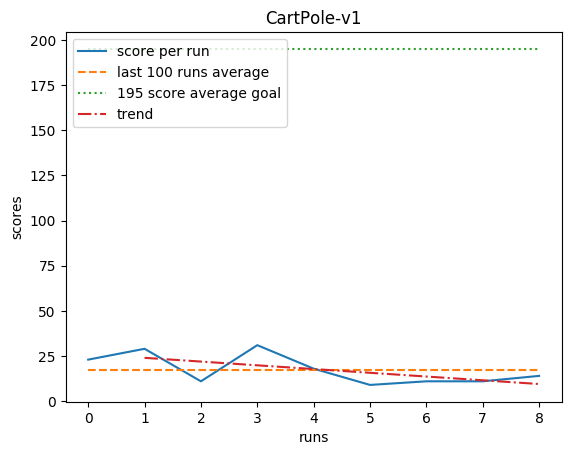 CartPole-v1
200
175
150
125
100
75
50
25
0
scores
score per run
last 100 runs average
195 score average goal
trend
0 1 2 3 4 5 6 7 8
runs